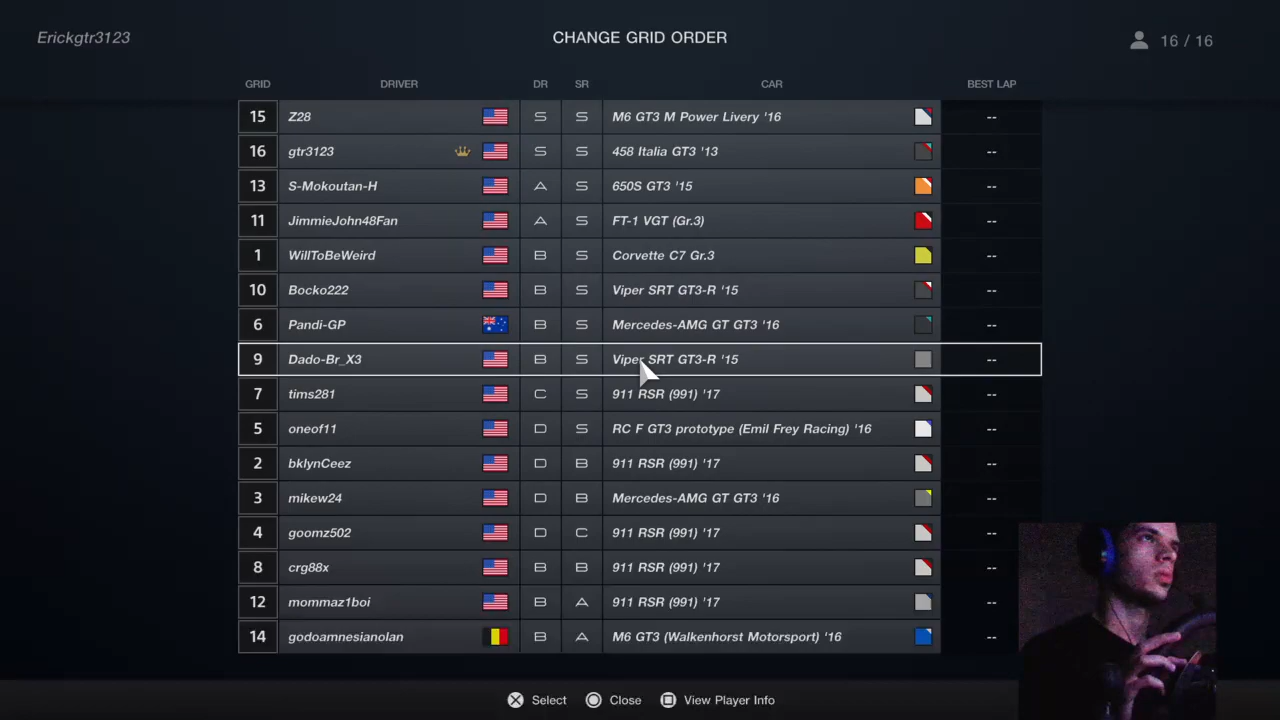 Erickgtr3123
CHANGE GRID ORDER
16 / 16
GRID DRIVER DR SR CAR BEST LAP
15 Z28 S S M6 GT3 M Power Livery '16 --
16 gtr3123 S S 458 Italia GT3 '13 --
13 S-Mokoutan-H A S 650S GT3 '15 --
11 JimmieJohn48Fan A S FT-1 VGT (Gr.3) --
1 WillToBeWeird B S Corvette C7 Gr.3 --
10 Bocko222 B S Viper SRT GT3-R '15 --
6 Pandi-GP B S Mercedes-AMG GT GT3 '16 --
9 Dado-Br_X3 B S Viper SRT GT3-R '15 --
7 tims281 C S 911 RSR (991) '17 --
5 oneof11 D S RC F GT3 prototype (Emil Frey Racing) '16 --
2 bklynCeez D B 911 RSR (991) '17 --
3 mikew24 D B Mercedes-AMG GT GT3 '16 --
4 goomz502 D C 911 RSR (991) '17 --
8 crg88x B B 911 RSR (991) '17 --
12 mommaz1boi B A 911 RSR (991) '17 --
14 godoamnesianolan B A M6 GT3 (Walkenhorst Motorsport) '16 --
Select Close View Player Info